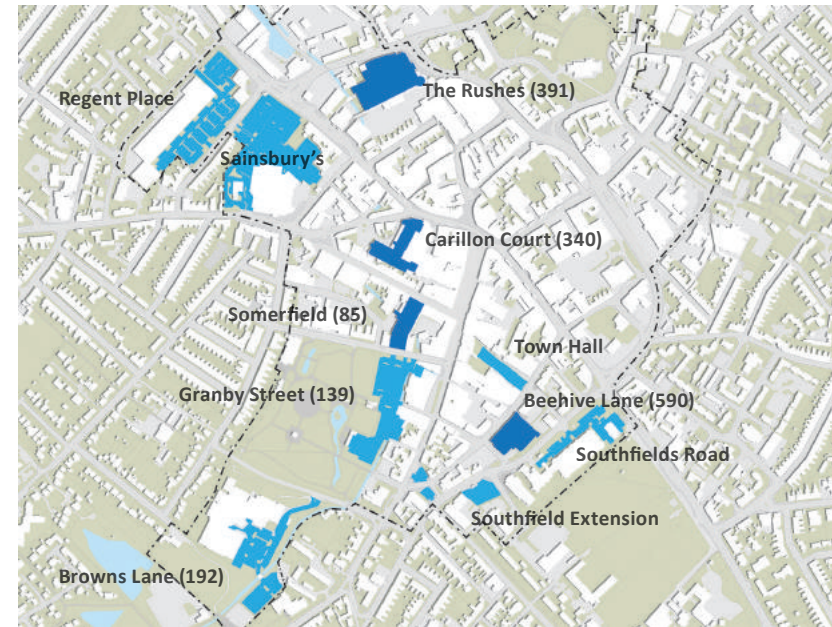 The Rushes (391)
Regent Place
Sainsbury's
Carillon Court (340)
Somerfield (85)
Town Hall
Granby Street (139)
Beehive Lane (590)
Southfields Road
Southfield Extension
Browns Lane (192)